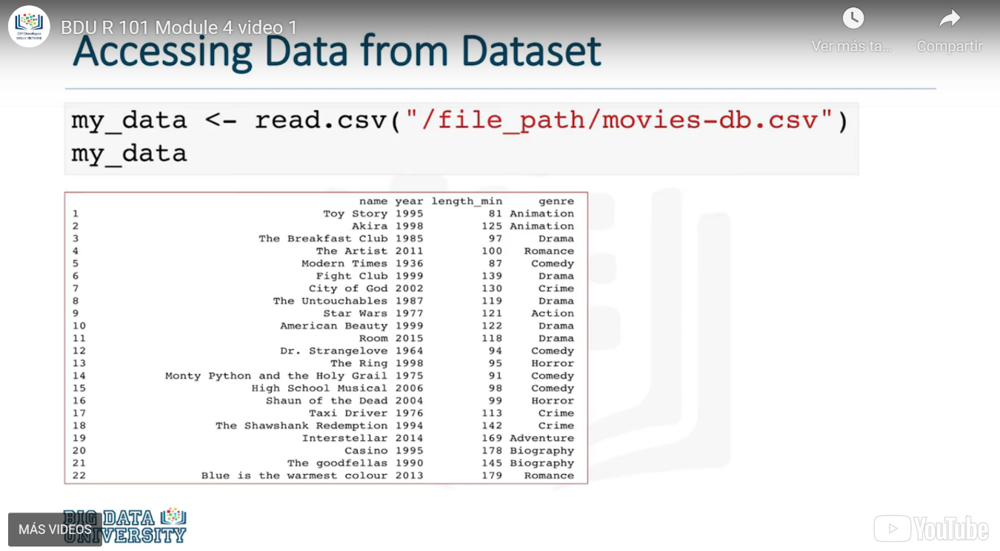 BDU R 101 Module 4 video 1
Ver más ta...
Compartir
Accessing Data from Dataset
my_data <- read.csv("/file_path/movies-db.csv")
my_data
name year length_min genre
1 Toy Story 1995 81 Animation
2 Akira 1998 125 Animation
3 The Breakfast Club 1985 97 Drama
4 The Artist 2011 100 Romance
5 Modern Times 1936 87 Comedy
6 Fight Club 1999 139 Drama
7 City of God 2002 130 Crime
8 The Untouchables 1987 119 Drama
9 Star Wars 1977 121 Action
10 American Beauty 1999 122 Drama
11 Room 2015 118 Drama
12 Dr. Strangelove 1964 94 Comedy
13 The Ring 1998 95 Horror
14 Monty Python and the Holy Grail 1975 91 Comedy
15 High School Musical 2006 98 Comedy
16 Shaun of the Dead 2004 99 Horror
17 Taxi Driver 1976 113 Crime
18 The Shawshank Redemption 1994 142 Crime
19 Interstellar 2014 169 Adventure
20 Casino 1995 178 Biography
21 The goodfellas 1990 145 Biography
22 Blue is the warmest colour 2013 179 Romance
BIG DATA
UNIVERSITY
MÁS VIDEOS
YouTube